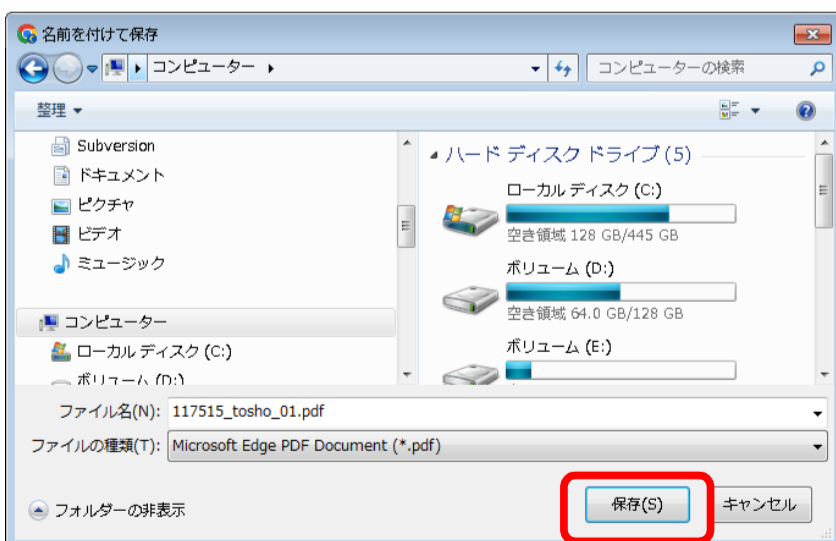 名前を付けて保存
コンピューター
コンピューターの検索
整理
Subversion
ドキュメント
ピクチャ
ビデオ
ミュージック
コンピューター
ローカル ディスク (C:)
ボリューム (D:)
ハード ディスク ドライブ (5)
ローカル ディスク (C:)
空き領域 128 GB/445 GB
ボリューム (D:)
空き領域 64.0 GB/128 GB
ボリューム (E:)
ファイル名(N): 117515_tosho_01.pdf
ファイルの種類(T): Microsoft Edge PDF Document (*.pdf)
フォルダーの非表示
保存(S)
キャンセル